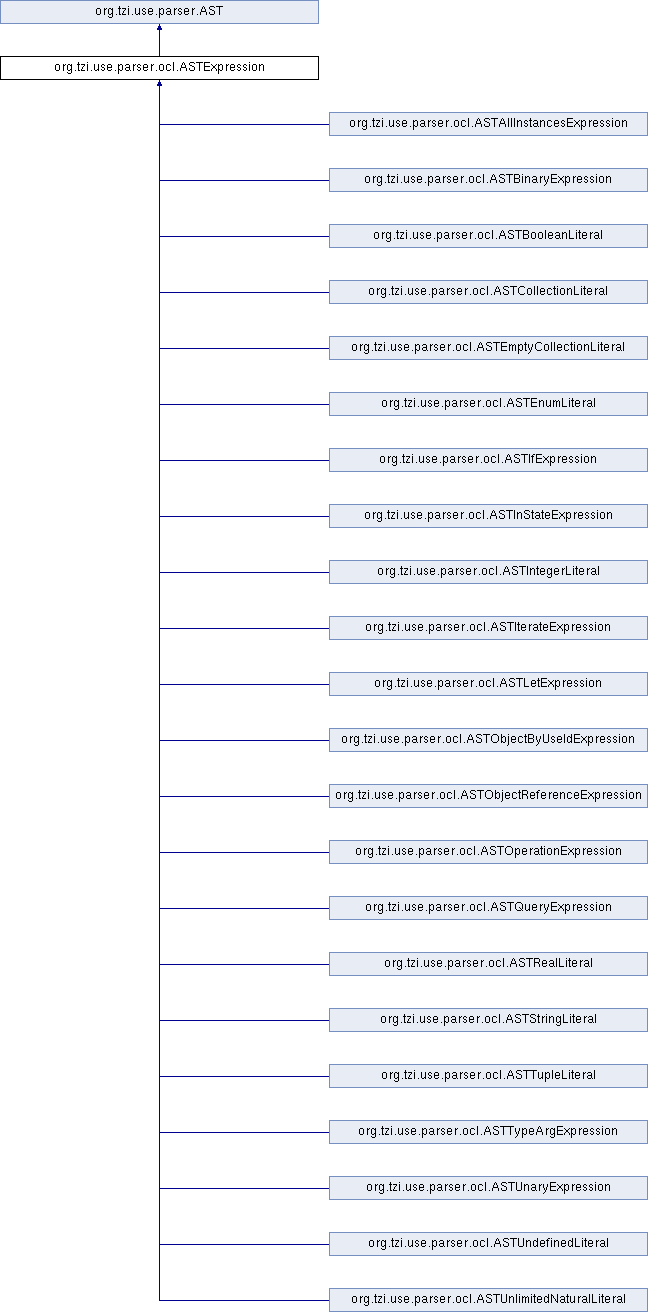 org.tzi.use.parser.AST
org.tzi.use.parser.ocl.ASTExpression
org.tzi.use.parser.ocl.ASTAllInstancesExpression
org.tzi.use.parser.ocl.ASTBinaryExpression
org.tzi.use.parser.ocl.ASTBooleanLiteral
org.tzi.use.parser.ocl.ASTCollectionLiteral
org.tzi.use.parser.ocl.ASTEmptyCollectionLiteral
org.tzi.use.parser.ocl.ASTEnumLiteral
org.tzi.use.parser.ocl.ASTIfExpression
org.tzi.use.parser.ocl.ASTInStateExpression
org.tzi.use.parser.ocl.ASTIntegerLiteral
org.tzi.use.parser.ocl.ASTIterateExpression
org.tzi.use.parser.ocl.ASTLetExpression
org.tzi.use.parser.ocl.ASTObjectByUseIdExpression
org.tzi.use.parser.ocl.ASTObjectReferenceExpression
org.tzi.use.parser.ocl.ASTOperationExpression
org.tzi.use.parser.ocl.ASTQueryExpression
org.tzi.use.parser.ocl.ASTRealLiteral
org.tzi.use.parser.ocl.ASTStringLiteral
org.tzi.use.parser.ocl.ASTTupleLiteral
org.tzi.use.parser.ocl.ASTTypeArgExpression
org.tzi.use.parser.ocl.ASTUnaryExpression
org.tzi.use.parser.ocl.ASTUndefinedLiteral
org.tzi.use.parser.ocl.ASTUnlimitedNaturalLiteral